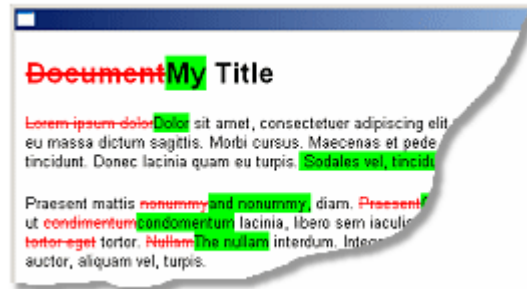 DocumentMy Title
Lorem ipsum dolorDolor sit amet, consectetuer adipiscing elit
eu massa dictum sagittis. Morbi cursus. Maecenas et pede
tincidunt. Donec lacinia quam eu turpis. Sodales vel,
Praesent mattis nonummyand nonummy, diam. Praesent
ut condimentumcondomentum lacinia, libero sem iaculis
tortor eget tortor. NullamThe nullam interdum.
auctor, aliquam vel, turpis.